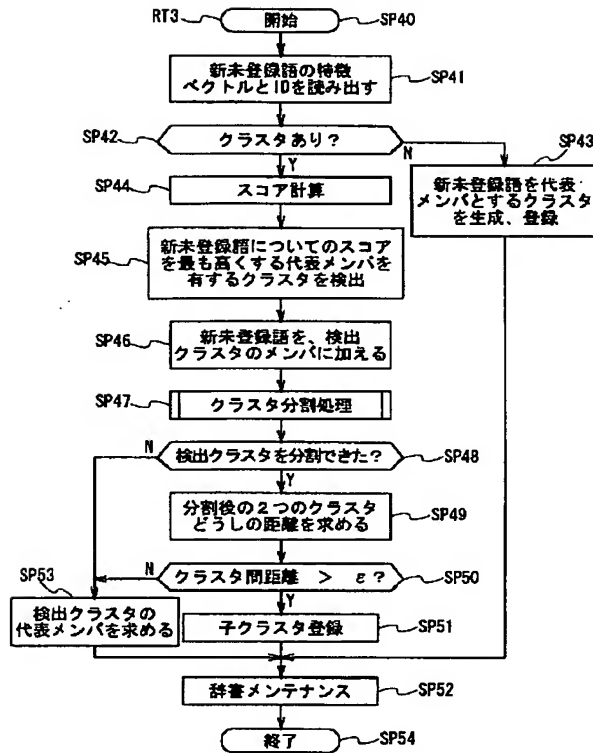 RT3
開始
SP40
新未登録語の特徴
ベクトルとIDを読み出す
SP41
SP42
クラスタあり?
N
SP43
Y
新未登録語を代表
メンバとするクラスタ
を生成、登録
SP44
スコア計算
SP45
新未登録語についてのスコア
を最も高くする代表メンバを
有するクラスタを検出
SP46
新未登録語を、検出
クラスタのメンバに加える
SP47
クラスタ分割処理
N
検出クラスタを分割できた?
SP48
Y
分割後の2つのクラスタ
どうしの距離を求める
SP49
N
クラスタ間距離 > ε?
SP50
SP53
Y
検出クラスタの
代表メンバを求める
子クラスタ登録
SP51
辞書メンテナンス
SP52
終了
SP54